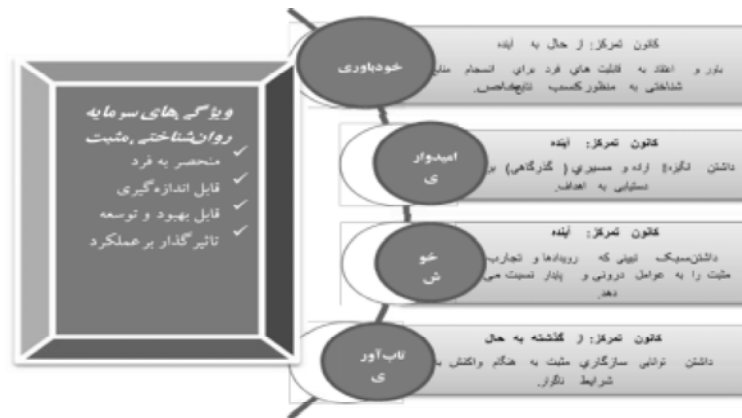 ویژگی‌های سرمایه
روان‌شناختی مثبت
منحصر به فرد
قابل اندازه‌گیری
قابل بهبود و توسعه
تاثیرگذار بر عملکرد
خودباوری
کانون تمرکز: از حال به آینده
باور و اعتقاد به قابلیت های فرد برای انسجام منابع
شناختی به منظور کسب نتایج خاص.
امیدوار
ی
کانون تمرکز: آینده
داشتن انگیزه( اراده و مسیری ( گذرگاهی)
دستیابی به اهداف.
خو
ش
کانون تمرکز: آینده
داشتن سبک تبیینی که رویدادها و تجارب
مثبت را به عوامل درونی و پایدار نسبت می
دهد.
تاب‌آور
ی
کانون تمرکز: از گذشته به حال
داشتن توانایی سازگاری مثبت به هنگام واکنش
شرایط ناگوار.